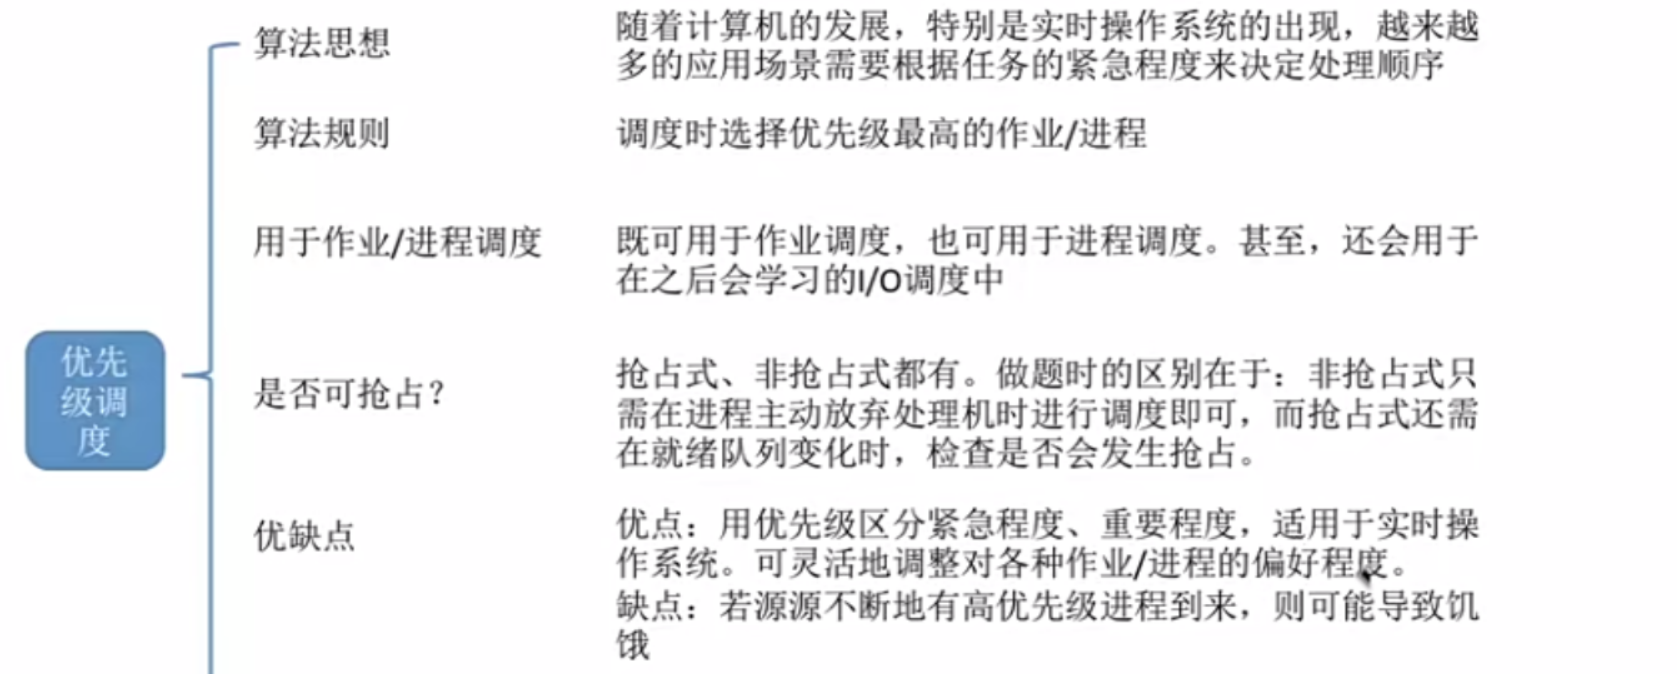 算法思想
随着计算机的发展，特别是实时操作系统的出现，越来越
多的应用场景需要根据任务的紧急程度来决定处理顺序
算法规则
调度时选择优先级最高的作业/进程
用于作业/进程调度
既可用于作业调度，也可用于进程调度。甚至，还会用于
在之后会学习的I/O调度中
优先
级调
度
是否可抢占？
抢占式、非抢占式都有。做题时的区别在于：非抢占式只
需在进程主动放弃处理机时进行调度即可，而抢占式还需
在就绪队列变化时，检查是否会发生抢占。
优缺点
优点：用优先级区分紧急程度、重要程度，适用于实时操
作系统。可灵活地调整对各种作业/进程的偏好程度。
缺点：若源源不断地有高优先级进程到来，则可能导致饥
饿